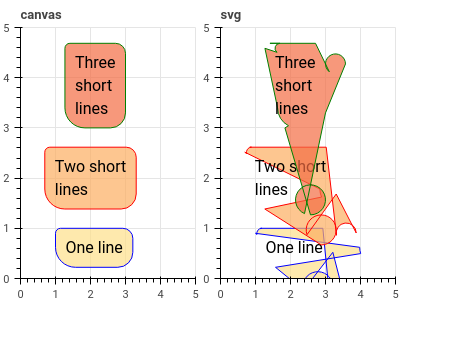 canvas
5
4
3
2
1
0
0 1 2 3 4 5
Three
short
lines
Two short
lines
One line
svg
5
4
3
2
1
0
0 1 2 3 4 5
Three
short
lines
Two short
lines
One line